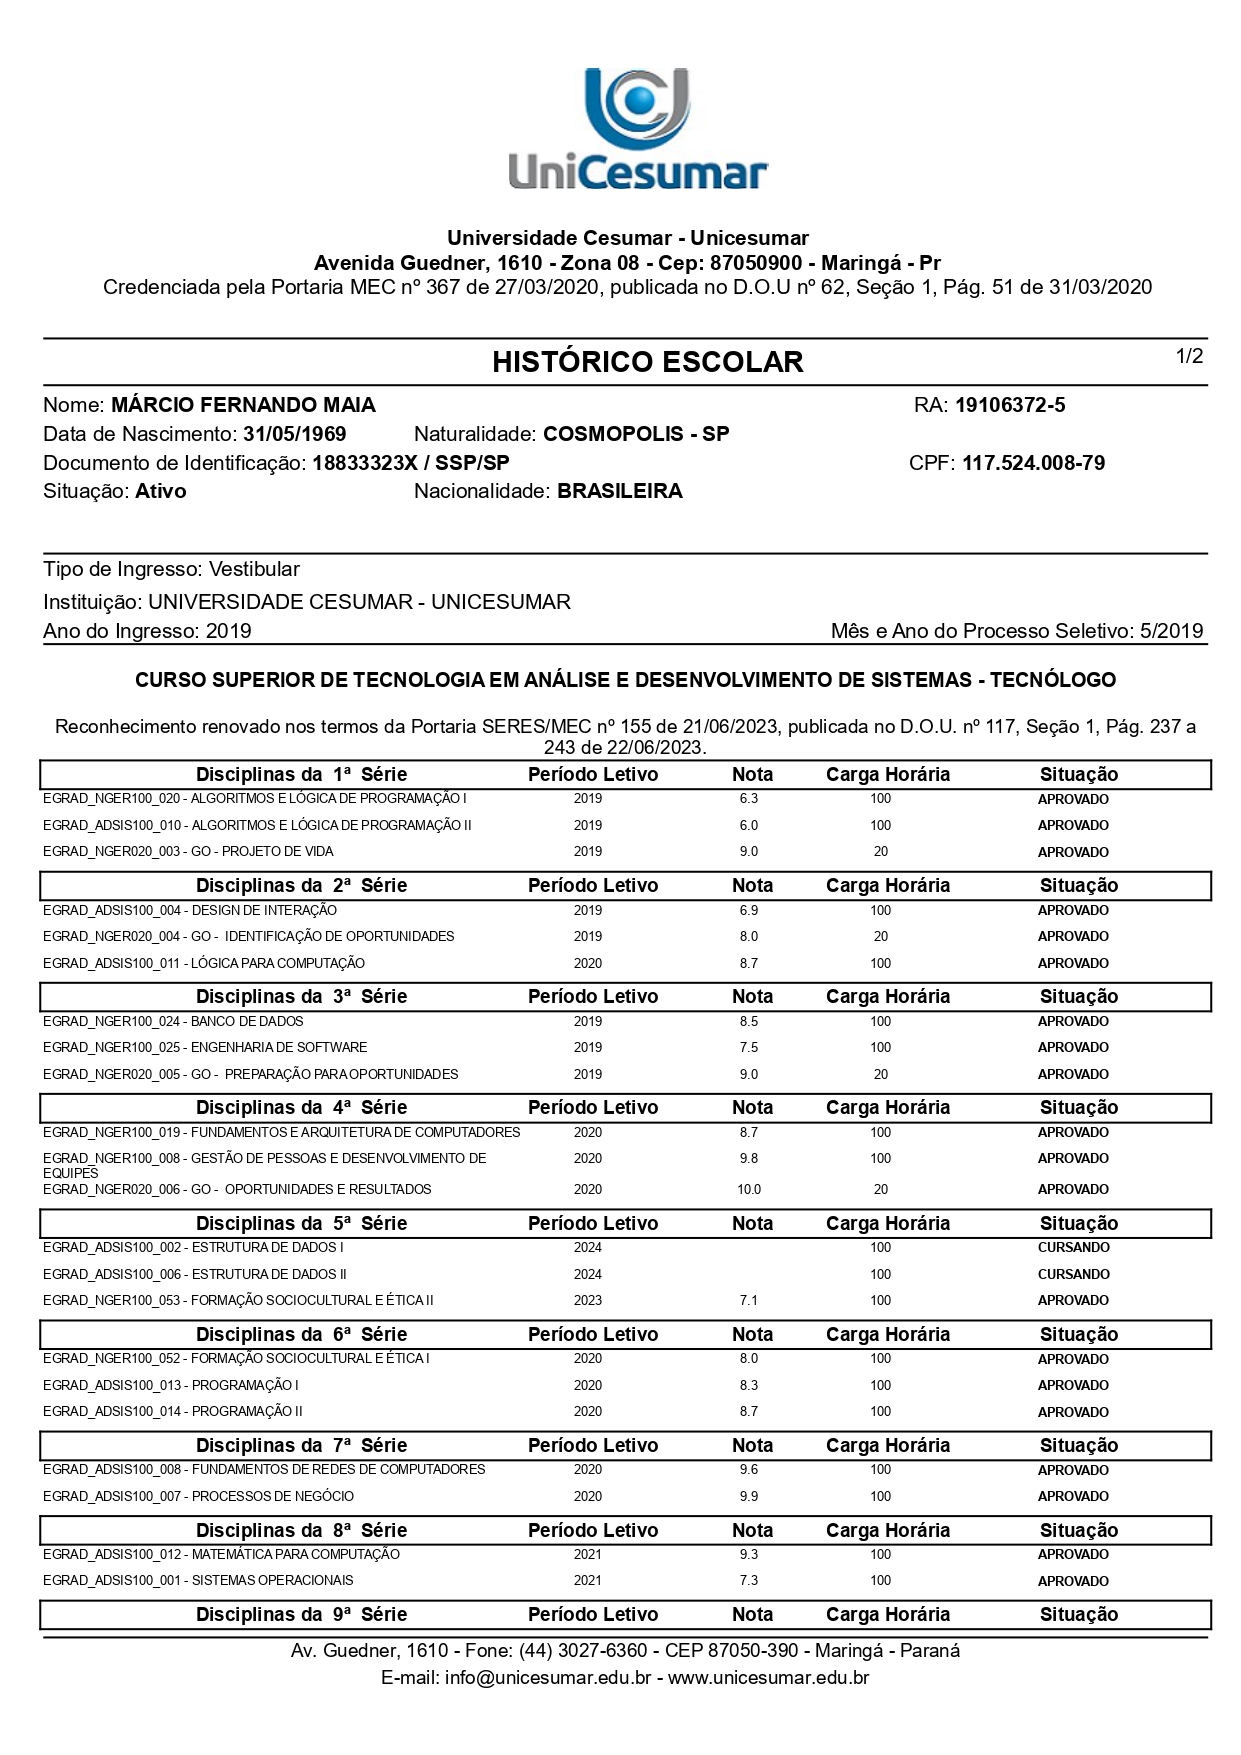 UniCesumar
Universidade Cesumar - Unicesumar
Avenida Guedner, 1610 - Zona 08 - Cep: 87050900 - Maringá - Pr
Credenciada pela Portaria MEC nº 367 de 27/03/2020, publicada no D.O.U nº 62, Seção 1, Pág. 51 de 31/03/2020
HISTÓRICO ESCOLAR 1/2
Nome: MÁRCIO FERNANDO MAIA RA: 19106372-5
Data de Nascimento: 31/05/1969 Naturalidade: COSMOPOLIS - SP
Documento de Identificação: 18833323X / SSP/SP CPF: 117.524.008-79
Situação: Ativo Nacionalidade: BRASILEIRA
Tipo de Ingresso: Vestibular
Instituição: UNIVERSIDADE CESUMAR - UNICESUMAR
Ano do Ingresso: 2019 Mês e Ano do Processo Seletivo: 5/2019
CURSO SUPERIOR DE TECNOLOGIA EM ANÁLISE E DESENVOLVIMENTO DE SISTEMAS - TECNÓLOGO
Reconhecimento renovado nos termos da Portaria SERES/MEC nº 155 de 21/06/2023, publicada no D.O.U. nº 117, Seção 1, Pág. 237 a
243 de 22/06/2023.
Disciplinas da 1ª Série Período Letivo Nota Carga Horária Situação
EGRAD_NGER100_020 - ALGORITMOS E LÓGICA DE PROGRAMAÇÃO I 2019 6.3 100 APROVADO
EGRAD_ADSIS100_010 - ALGORITMOS E LÓGICA DE PROGRAMAÇÃO II 2019 6.0 100 APROVADO
EGRAD_NGER020_003 - GO - PROJETO DE VIDA 2019 9.0 20 APROVADO
Disciplinas da 2ª Série Período Letivo Nota Carga Horária Situação
EGRAD_ADSIS100_004 - DESIGN DE INTERAÇÃO 2019 6.9 100 APROVADO
EGRAD_NGER020_004 - GO - IDENTIFICAÇÃO DE OPORTUNIDADES 2019 8.0 20 APROVADO
EGRAD_ADSIS100_011 - LÓGICA PARA COMPUTAÇÃO 2020 8.7 100 APROVADO
Disciplinas da 3ª Série Período Letivo Nota Carga Horária Situação
EGRAD_NGER100_024 - BANCO DE DADOS 2019 8.5 100 APROVADO
EGRAD_NGER100_025 - ENGENHARIA DE SOFTWARE 2019 7.5 100 APROVADO
EGRAD_NGER020_005 - GO - PREPARAÇÃO PARA OPORTUNIDADES 2019 9.0 20 APROVADO
Disciplinas da 4ª Série Período Letivo Nota Carga Horária Situação
EGRAD_NGER100_019 - FUNDAMENTOS E ARQUITETURA DE COMPUTADORES 2020 8.7 100 APROVADO
EGRAD_NGER100_008 - GESTÃO DE PESSOAS E DESENVOLVIMENTO DE 2020 9.8 100 APROVADO
EQUIPES
EGRAD_NGER020_006 - GO - OPORTUNIDADES E RESULTADOS 2020 10.0 20 APROVADO
Disciplinas da 5ª Série Período Letivo Nota Carga Horária Situação
EGRAD_ADSIS100_002 - ESTRUTURA DE DADOS I 2024 100 CURSANDO
EGRAD_ADSIS100_006 - ESTRUTURA DE DADOS II 2024 100 CURSANDO
EGRAD_NGER100_053 - FORMAÇÃO SOCIOCULTURAL E ÉTICA II 2023 7.1 100 APROVADO
Disciplinas da 6ª Série Período Letivo Nota Carga Horária Situação
EGRAD_NGER100_052 - FORMAÇÃO SOCIOCULTURAL E ÉTICA I 2020 8.0 100 APROVADO
EGRAD_ADSIS100_013 - PROGRAMAÇÃO I 2020 8.3 100 APROVADO
EGRAD_ADSIS100_014 - PROGRAMAÇÃO II 2020 8.7 100 APROVADO
Disciplinas da 7ª Série Período Letivo Nota Carga Horária Situação
EGRAD_ADSIS100_008 - FUNDAMENTOS DE REDES DE COMPUTADORES 2020 9.6 100 APROVADO
EGRAD_ADSIS100_007 - PROCESSOS DE NEGÓCIO 2020 9.9 100 APROVADO
Disciplinas da 8ª Série Período Letivo Nota Carga Horária Situação
EGRAD_ADSIS100_012 - MATEMÁTICA PARA COMPUTAÇÃO 2021 9.3 100 APROVADO
EGRAD_ADSIS100_001 - SISTEMAS OPERACIONAIS 2021 7.3 100 APROVADO
Disciplinas da 9ª Série Período Letivo Nota Carga Horária Situação
Av. Guedner, 1610 - Fone: (44) 3027-6360 - CEP 87050-390 - Maringá - Paraná
E-mail: info@unicesumar.edu.br - www.unicesumar.edu.br